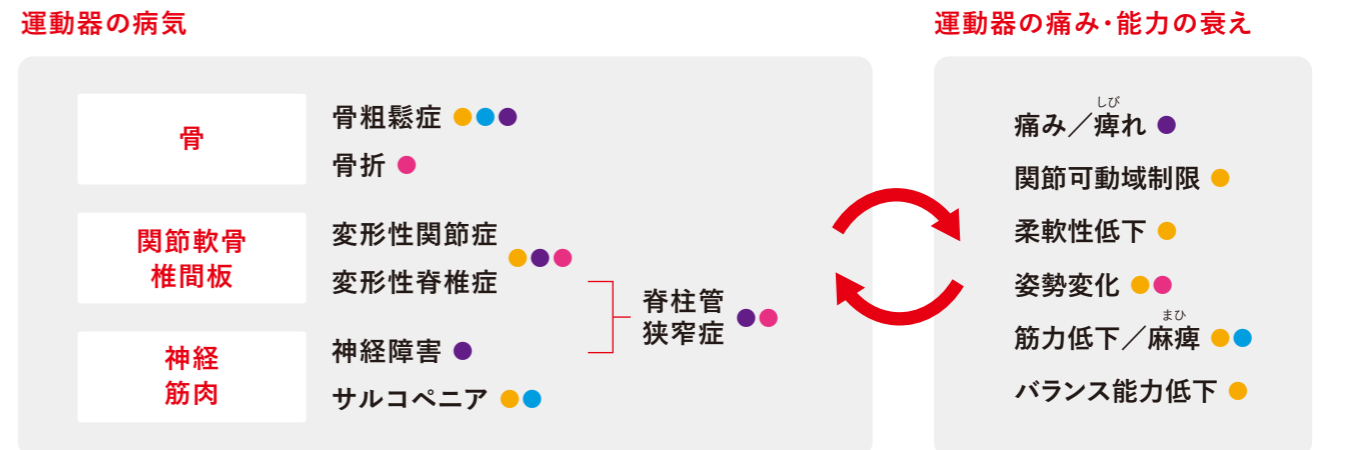 運動器の病気
骨
骨粗鬆症
骨折
関節軟骨
椎間板
変形性関節症
変形性脊椎症
神経
筋肉
神経障害
サルコペニア
脊柱管
狭窄症
運動器の痛み・能力の衰え
しび
痛み／痺れ
関節可動域制限
柔軟性低下
姿勢変化
まひ
筋力低下／麻痺
バランス能力低下